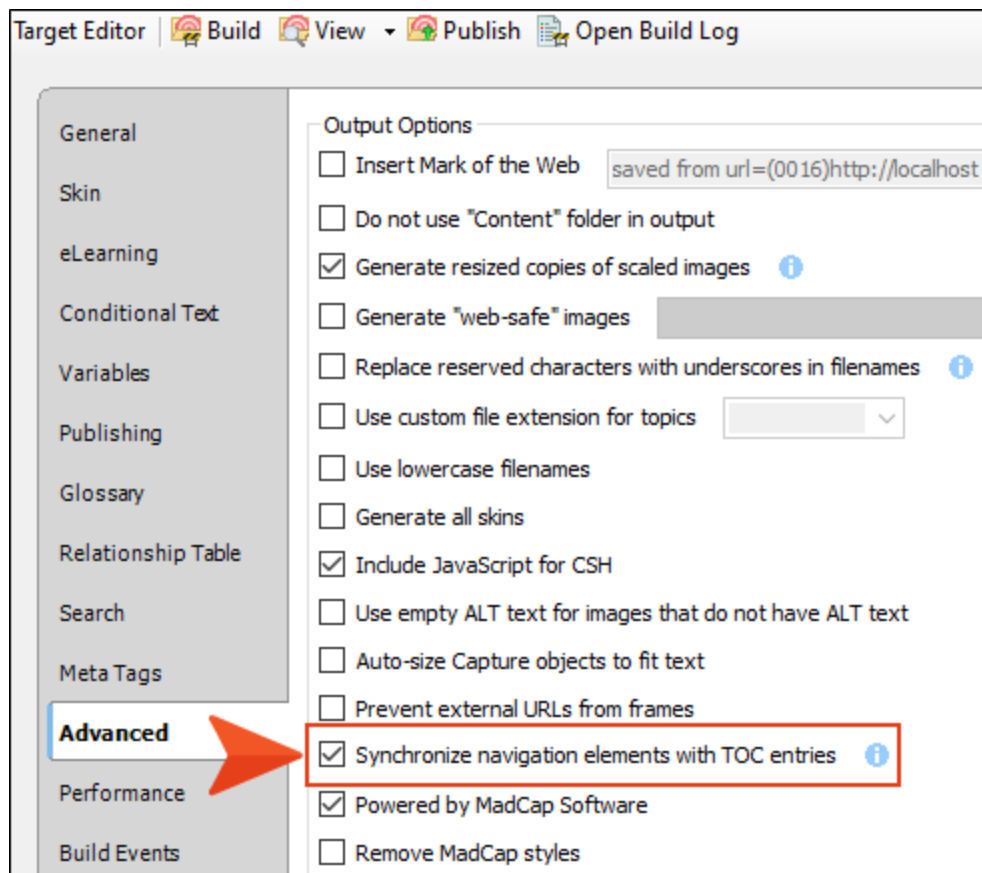 Target Editor Build View Publish Open Build Log
General
Skin
eLearning
Conditional Text
Variables
Publishing
Glossary
Relationship Table
Search
Meta Tags
Advanced
Performance
Build Events
Output Options
Insert Mark of the Web saved from url=(0016)http://localhost
Do not use "Content" folder in output
Generate resized copies of scaled images
Generate "web-safe" images
Replace reserved characters with underscores in filenames
Use custom file extension for topics
Use lowercase filenames
Generate all skins
Include JavaScript for CSH
Use empty ALT text for images that do not have ALT text
Auto-size Capture objects to fit text
Prevent external URLs from frames
Synchronize navigation elements with TOC entries
Powered by MadCap Software
Remove MadCap styles